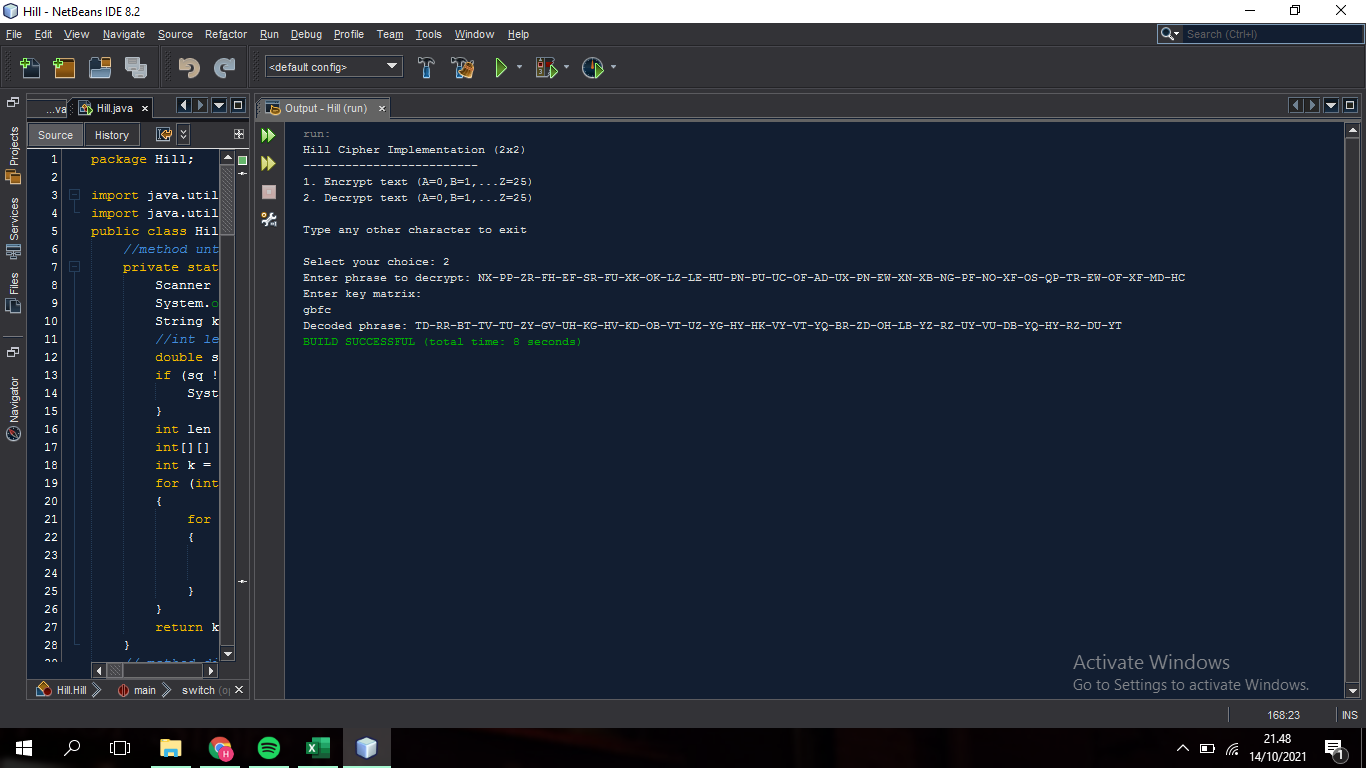 Hill - NetBeans IDE 8.2
File Edit View Navigate Source Refactor Run Debug Profile Team Tools Window Help
Search (Ctrl+I)
<default config>
...va
Hill.java
Output - Hill (run)
Source History
Projects
Services
Files
Navigator
1 package Hill;
2
3 import java.util
4 import java.util
5 public class Hil
6 //method unt
7 private stat
8 Scanner
9 System.o
10 String k
11 //int le
12 double s
13 if (sq !
14 Syst
15 }
16 int len
17 int[][]
18 int k =
19 for (int
20 {
21 for
22 {
23
24
25 }
26 }
27 return k
28 }
run:
Hill Cipher Implementation (2x2)
-------------------------
1. Encrypt text (A=0,B=1,...Z=25)
2. Decrypt text (A=0,B=1,...Z=25)
Type any other character to exit
Select your choice: 2
Enter phrase to decrypt: NX-PP-ZR-FH-EF-SR-FU-XK-OK-LZ-LE-HU-PN-PU-UC-OF-AD-UX-PN-EW-XN-XB-NG-PF-NO-XF-OS-QP-TR-EW-OF-XF-MD-HC
Enter key matrix:
gbfc
Decoded phrase: TD-RR-BT-TV-TU-ZY-GV-UH-KG-HV-KD-OB-VT-UZ-YG-HY-HK-VY-VT-YQ-BR-ZD-OH-LB-YZ-RZ-UY-VU-DB-YQ-HY-RZ-DU-YT
BUILD SUCCESSFUL (total time: 8 seconds)
Activate Windows
Go to Settings to activate Windows.
Hill.Hill main switch
168:23 INS
21.48
14/10/2021
1